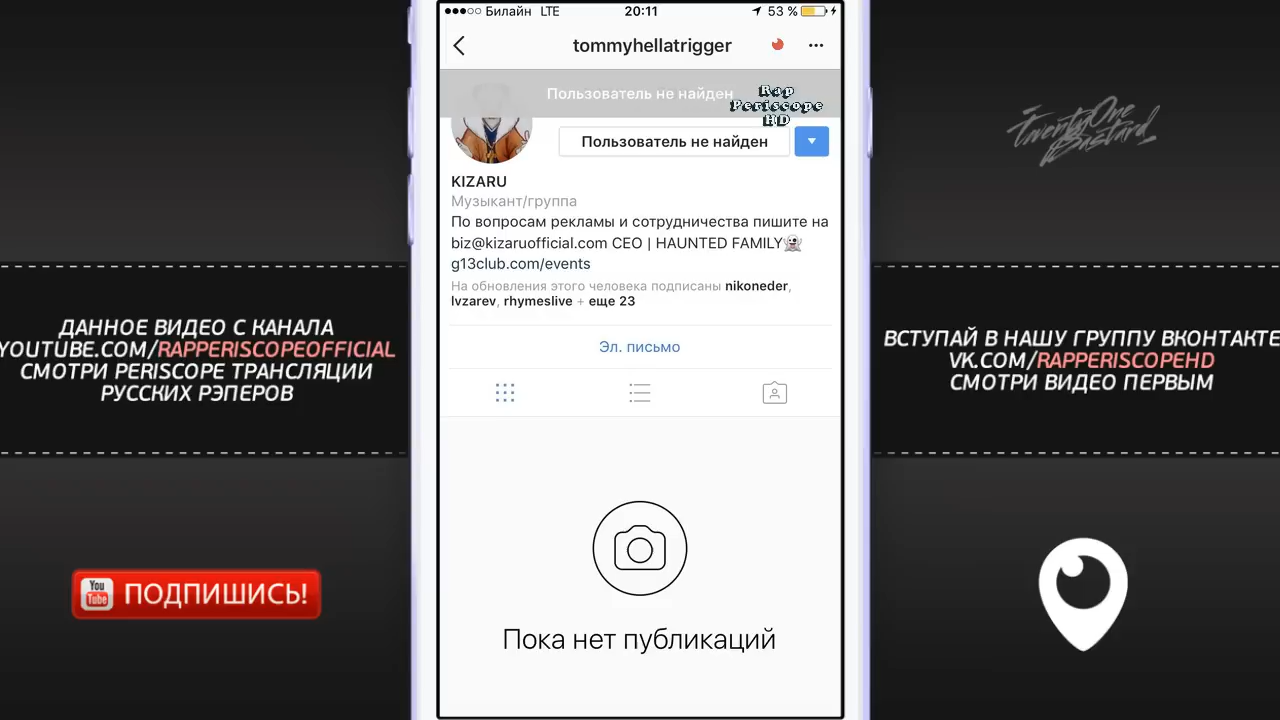 Билайн LTE 20:11 53 %
tommyhellatrigger
Пользователь не найден
Rap
Periscope
HD
Пользователь не найден
KIZARU
Музыкант/группа
По вопросам рекламы и сотрудничества пишите на
biz@kizaruofficial.com CEO | HAUNTED FAMILY👻
g13club.com/events
На обновления этого человека подписаны nikoneder,
lvzarev, rhymeslive + еще 23
Эл. письмо
Пока нет публикаций
ДАННОЕ ВИДЕО С КАНАЛА
YOUTUBE.COM/RAPPERISCOPEOFFICIAL
СМОТРИ PERISCOPE ТРАНСЛЯЦИИ
РУССКИХ РЭПЕРОВ
You
Tube
ПОДПИШИСЬ!
TwentyOne
Bastard
ВСТУПАЙ В НАШУ ГРУППУ ВКОНТАКТЕ
VK.COM/RAPPERISCOPEHD
СМОТРИ ВИДЕО ПЕРВЫМ